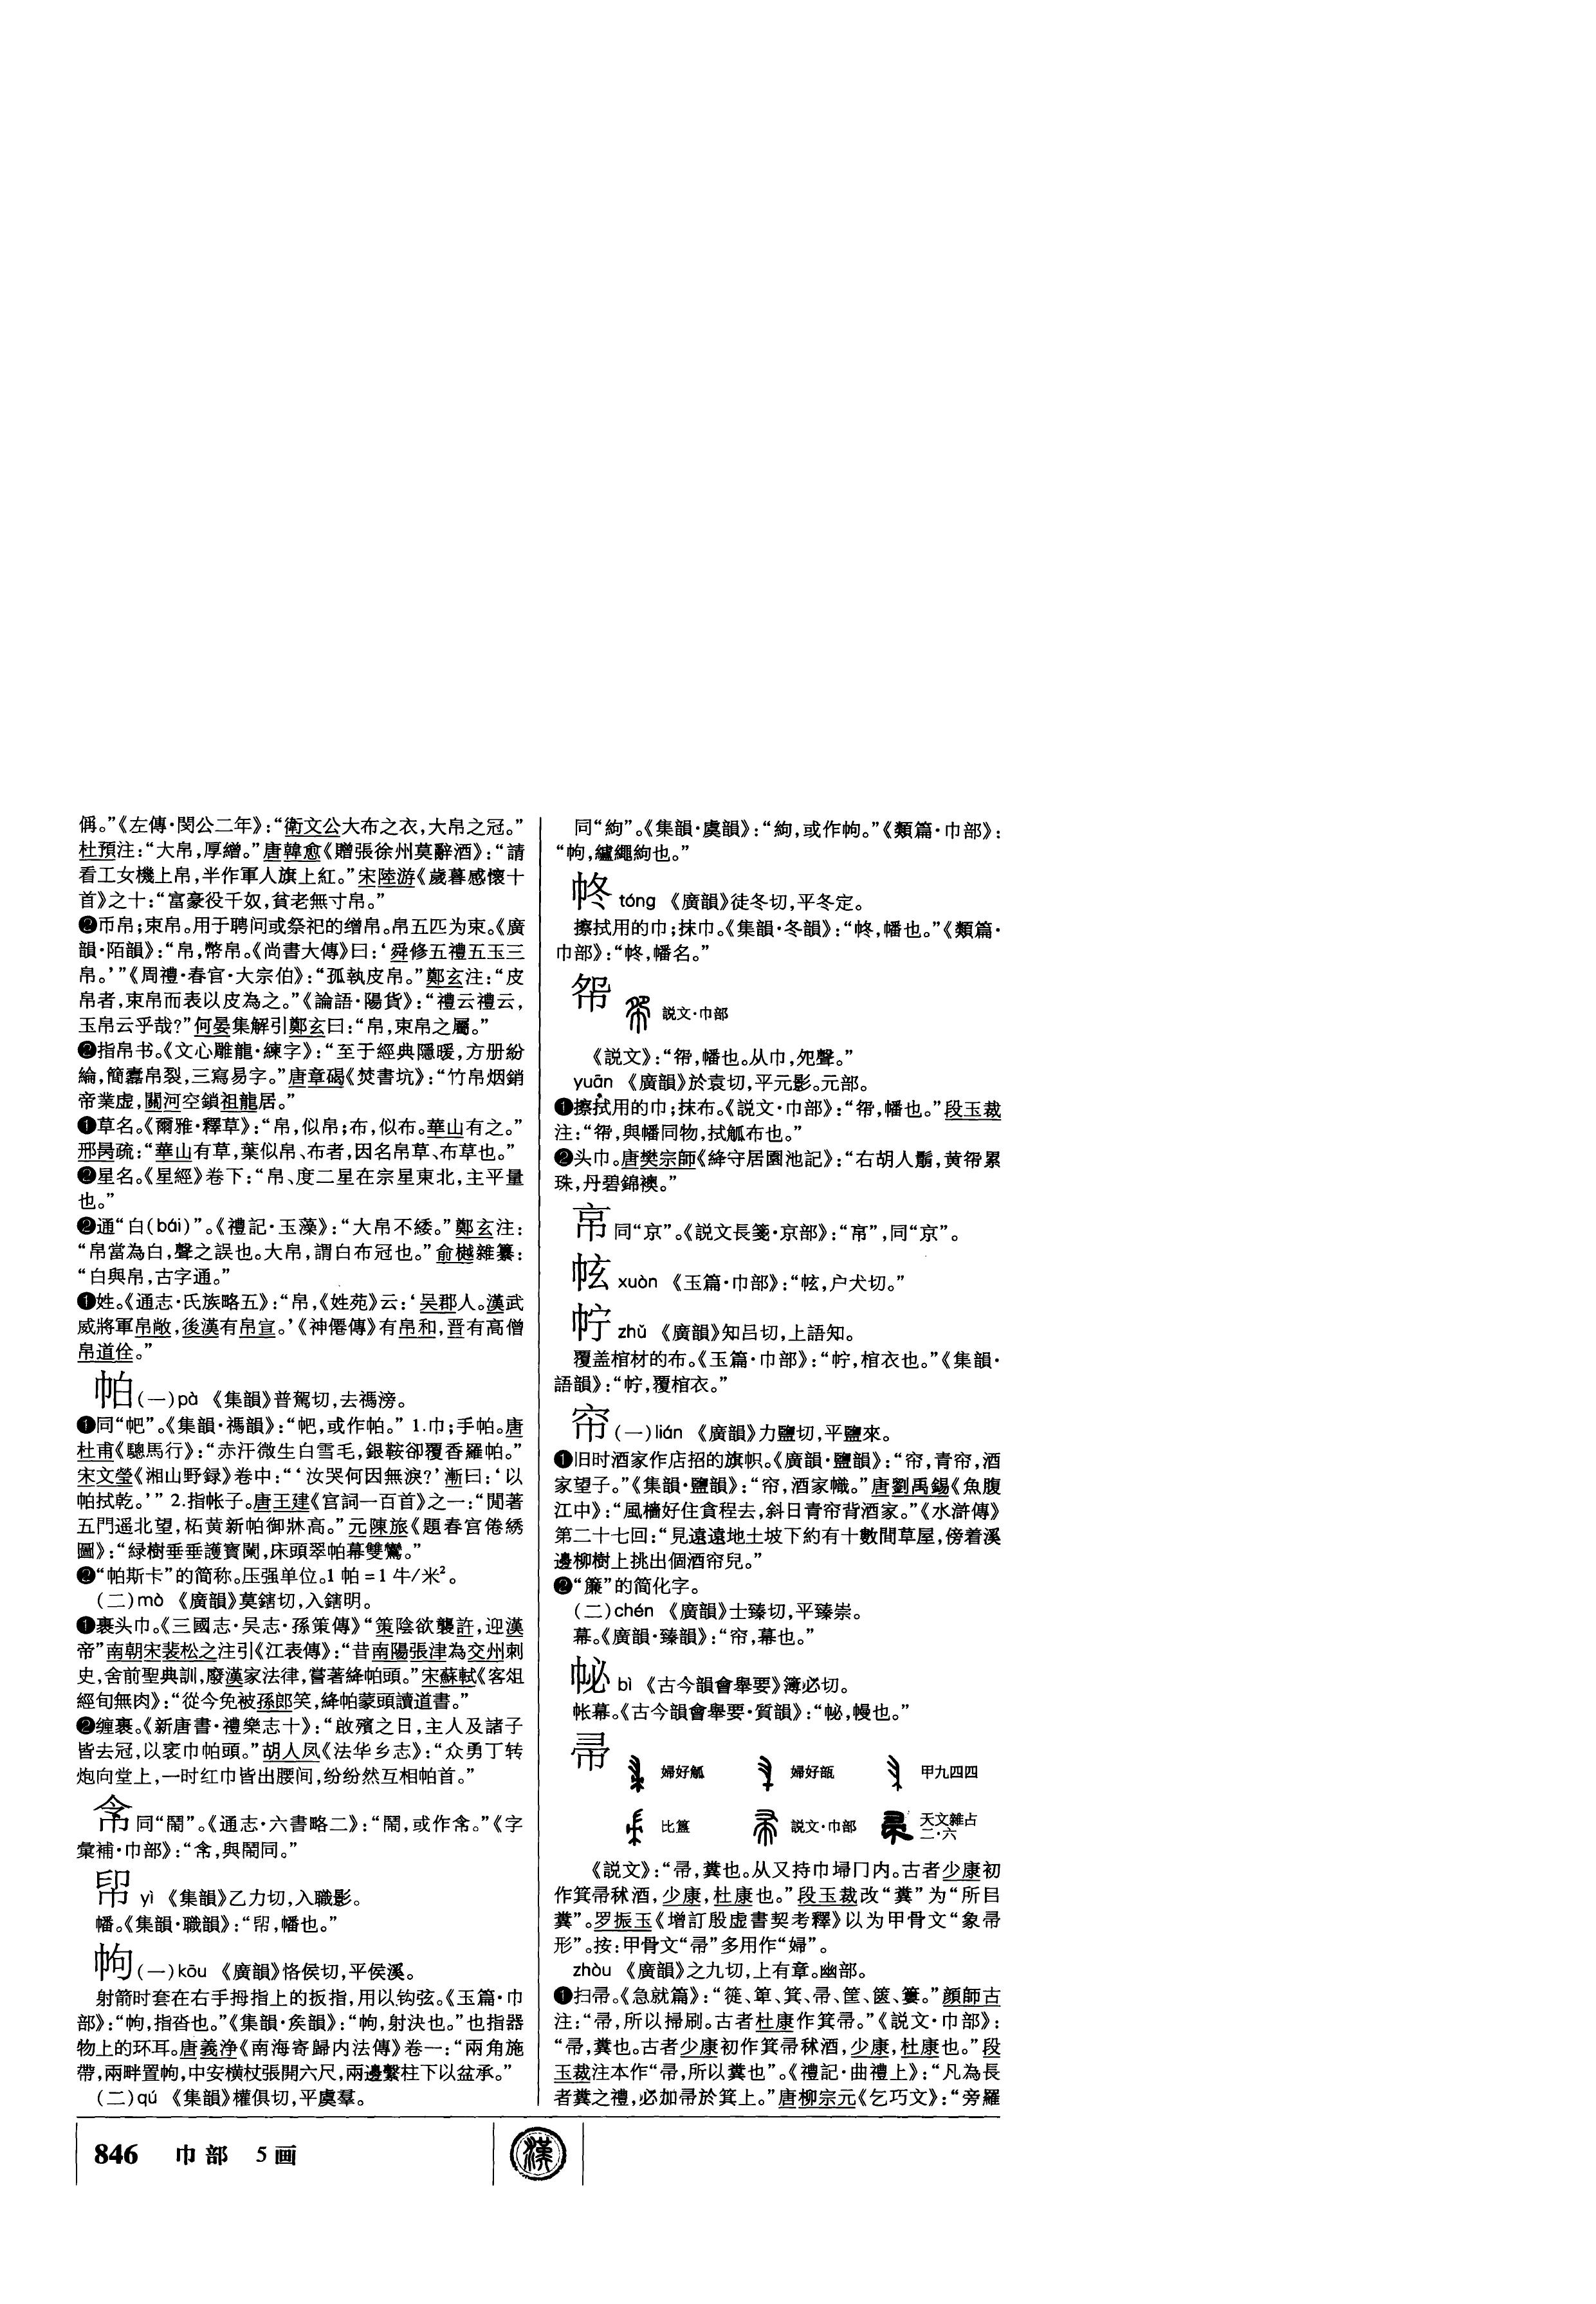 偁。”《左傳·閔公二年》：“衛文公大布之衣，大帛之冠。”
杜預注：“大帛，厚繒。”唐韓愈《贈張徐州莫辭酒》：“請
看工女機上帛，半作軍人旗上紅。”宋陸游《歲暮感懷十
首》之十：“富豪役千奴，貧老無寸帛。”
❷币帛；束帛。用于聘问或祭祀的缯帛。帛五匹为束。《廣
韻·陌韻》：“帛，幣帛。《尚書大傳》曰：‘舜修五禮五玉三
帛。’”《周禮·春官·大宗伯》：“孤執皮帛。”鄭玄注：“皮
帛者，束帛而表以皮為之。”《論語·陽貨》：“禮云禮云，
玉帛云乎哉？”何晏集解引鄭玄曰：“帛，束帛之屬。”
❷指帛书。《文心雕龍·練字》：“至于經典隱曖，方册紛
綸，簡蠹帛裂，三寫易字。”唐章碣《焚書坑》：“竹帛烟銷
帝業虚，關河空鎖祖龍居。”
❶草名。《爾雅·釋草》：“帛，似帛；布，似布。華山有之。”
邢昺疏：“華山有草，葉似帛、布者，因名帛草、布草也。”
❷星名。《星經》卷下：“帛、度二星在宗星東北，主平量
也。”
❷通“白(bái)”。《禮記·玉藻》：“大帛不緌。”鄭玄注：
“帛當為白，聲之誤也。大帛，謂白布冠也。”俞樾雜纂：
“白與帛，古字通。”
❶姓。《通志·氏族略五》：“帛，《姓苑》云：‘吴郡人。漢武
威將軍帛敞，後漢有帛宣。’《神僊傳》有帛和，晋有高僧
帛道佺。”
帕(一)pà 《集韻》普駕切，去禡滂。
❶同“帊”。《集韻·禡韻》：“帊，或作帕。” 1.巾；手帕。唐
杜甫《驄馬行》：“赤汗微生白雪毛，銀鞍卻覆香羅帕。”
宋文瑩《湘山野録》卷中：“‘汝哭何因無淚？’漸曰：‘以
帕拭乾。’” 2.指帐子。唐王建《宫詞一百首》之一：“閒著
五門遥北望，柘黄新帕御牀高。”元陳旅《題春宫倦綉
圖》：“緑樹垂垂護寶闌，床頭翠帕幕雙鸞。”
❷“帕斯卡”的简称。压强单位。1 帕＝1 牛/米²。
(二)mò 《廣韻》莫鎋切，入鎋明。
❶裹头巾。《三國志·吴志·孫策傳》“策陰欲襲許，迎漢
帝”南朝宋裴松之注引《江表傳》：“昔南陽張津為交州刺
史，舍前聖典訓，廢漢家法律，嘗著絳帕頭。”宋蘇軾《客俎
經旬無肉》：“從今免被孫郎笑，絳帕蒙頭讀道書。”
❷缠裹。《新唐書·禮樂志十》：“啟殯之日，主人及諸子
皆去冠，以衺巾帕頭。”胡人凤《法华乡志》：“众勇丁转
炮向堂上，一时红巾皆出腰间，纷纷然互相帕首。”
同“鬧”。《通志·六書略二》：“鬧，或作㠲。”《字
彙補·巾部》：“㠲，與鬧同。”
yì 《集韻》乙力切，入職影。
幡。《集韻·職韻》：“㠴，幡也。”
帩(一)kōu 《廣韻》恪侯切，平侯溪。
射箭时套在右手拇指上的扳指，用以钩弦。《玉篇·巾
部》：“㡱，指沓也。”《集韻·矦韻》：“㡱，射決也。”也指器
物上的环耳。唐義浄《南海寄歸内法傳》卷一：“兩角施
帶，兩畔置㡱，中安横杖張開六尺，兩邊繫柱下以盆承。”
(二)qú 《集韻》權俱切，平虞羣。
同“絇”。《集韻·虞韻》：“絇，或作㡱。”《類篇·巾部》：
“㡱，纑繩絇也。”
㠽 tóng 《廣韻》徒冬切，平冬定。
擦拭用的巾；抹巾。《集韻·冬韻》：“㠽，幡也。”《類篇·
巾部》：“㠽，幡名。”
帤
説文·巾部
《説文》：“㠾，幡也。从巾，夗聲。”
yuān 《廣韻》於袁切，平元影。元部。
❶擦拭用的巾；抹布。《説文·巾部》：“㠾，幡也。”段玉裁
注：“㠾，與幡同物，拭觚布也。”
❷头巾。唐樊宗師《絳守居園池記》：“右胡人鬅，黄㠾累
珠，丹碧錦襖。”
同“京”。《説文長箋·京部》：“㡈”，同“京”。
㡉 xuàn 《玉篇·巾部》：“㡉，户犬切。”
㠼 zhǔ 《廣韻》知吕切，上語知。
覆盖棺材的布。《玉篇·巾部》：“㠼，棺衣也。”《集韻·
語韻》：“㠼，覆棺衣。”
帘(一)lián 《廣韻》力鹽切，平鹽來。
❶旧时酒家作店招的旗帜。《廣韻·鹽韻》：“帘，青帘，酒
家望子。”《集韻·鹽韻》：“帘，酒家幟。”唐劉禹錫《魚腹
江中》：“風檣好住貪程去，斜日青帘背酒家。”《水滸傳》
第二十七回：“見遠遠地土坡下約有十數間草屋，傍着溪
邊柳樹上挑出個酒帘兒。”
❷“簾”的简化字。
(二)chén 《廣韻》士臻切，平臻崇。
幕。《廣韻·臻韻》：“帘，幕也。”
㡙 bì 《古今韻會舉要》簿必切。
帐幕。《古今韻會舉要·質韻》：“㡙，幔也。”
帚
婦好觚 婦好瓿 甲九四四
比簋 説文·巾部 天文雜占二·六
《説文》：“帚，糞也。从又持巾埽冂内。古者少康初
作箕帚秫酒，少康，杜康也。”段玉裁改“糞”为“所㠯
糞”。罗振玉《增訂殷虚書契考釋》以为甲骨文“象帚
形”。按：甲骨文“帚”多用作“婦”。
zhòu 《廣韻》之九切，上有章。幽部。
❶扫帚。《急就篇》：“簁、箄、箕、帚、筐、篋、簍。”顔師古
注：“帚，所以掃刷。古者杜康作箕帚。”《説文·巾部》：
“帚，糞也。古者少康初作箕帚秫酒，少康，杜康也。”段
玉裁注本作“帚，所以糞也”。《禮記·曲禮上》：“凡為長
者糞之禮，必加帚於箕上。”唐柳宗元《乞巧文》：“旁羅
846 巾部 5画
漢